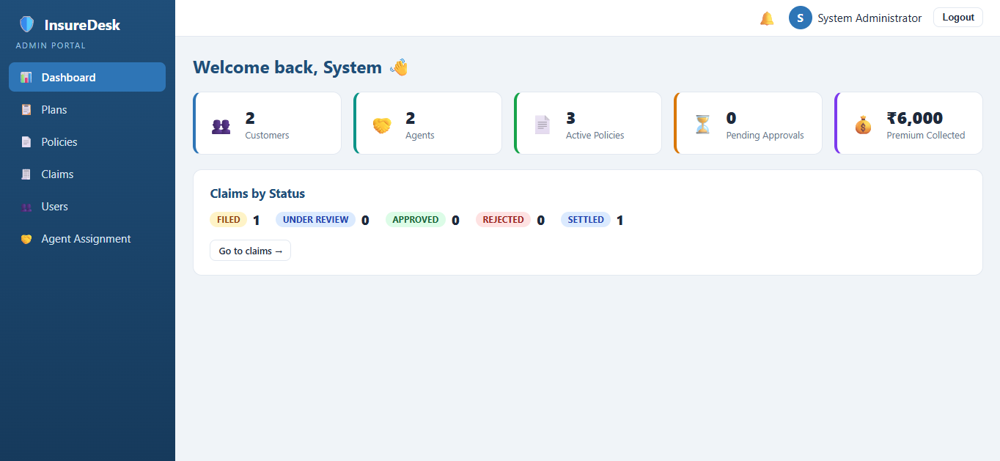 InsureDesk
ADMIN PORTAL
Dashboard
Plans
Policies
Claims
Users
Agent Assignment
S System Administrator Logout
Welcome back, System 👋
2
Customers
2
Agents
3
Active Policies
0
Pending Approvals
₹6,000
Premium Collected
Claims by Status
FILED 1 UNDER REVIEW 0 APPROVED 0 REJECTED 0 SETTLED 1
Go to claims →